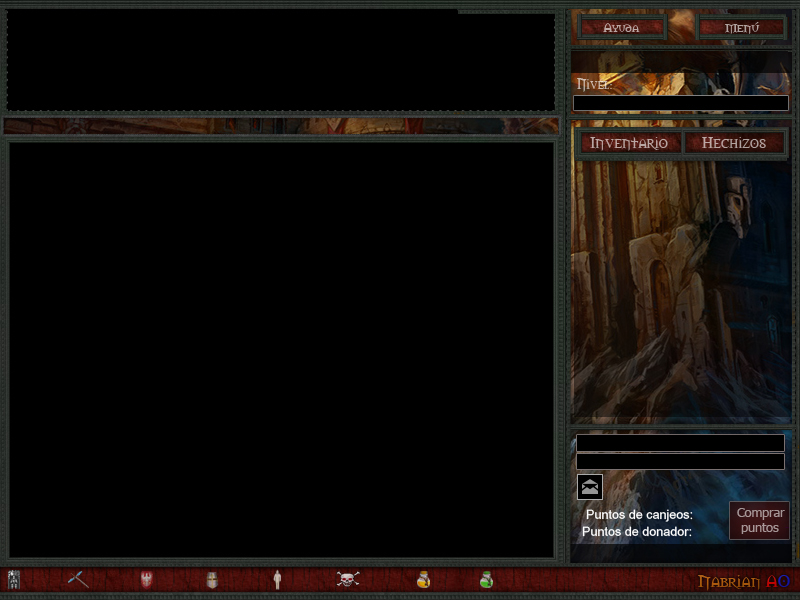 Ayuda
Menú
Nivel:
Inventario
Hechizos
Puntos de canjeos:
Puntos de donador:
Comprar
puntos
Nabrian AO